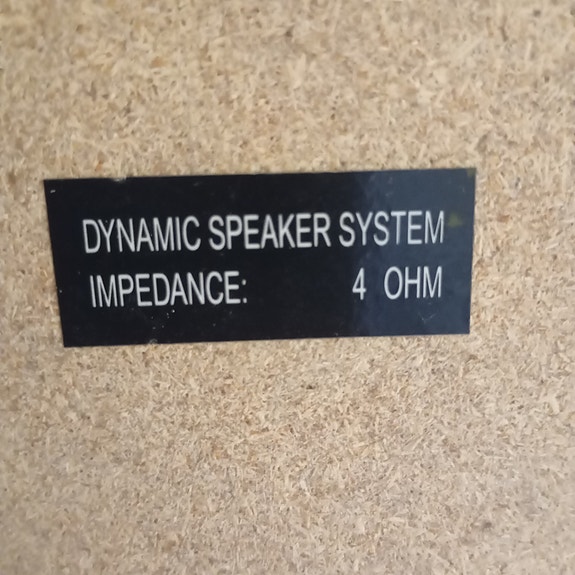 DYNAMIC SPEAKER SYSTEM
IMPEDANCE: 4 OHM